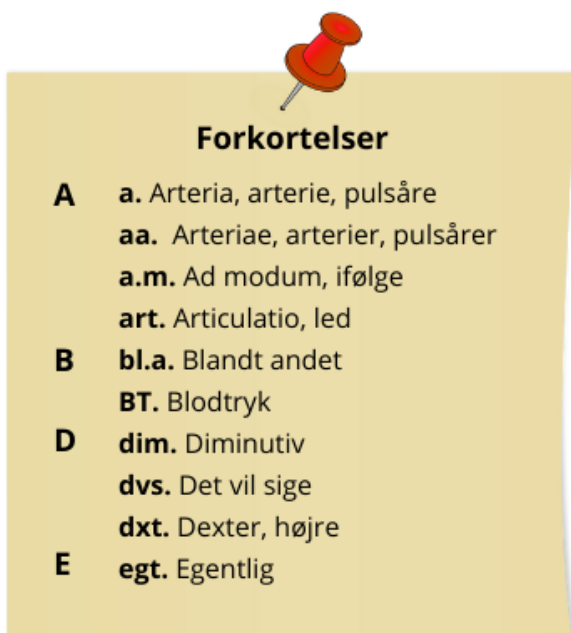 Forkortelser
A a. Arteria, arterie, pulsåre
aa. Arteriae, arterier, pulsårer
a.m. Ad modum, ifølge
art. Articulatio, led
B bl.a. Blandt andet
BT. Blodtryk
D dim. Diminutiv
dvs. Det vil sige
dxt. Dexter, højre
E egt. Egentlig